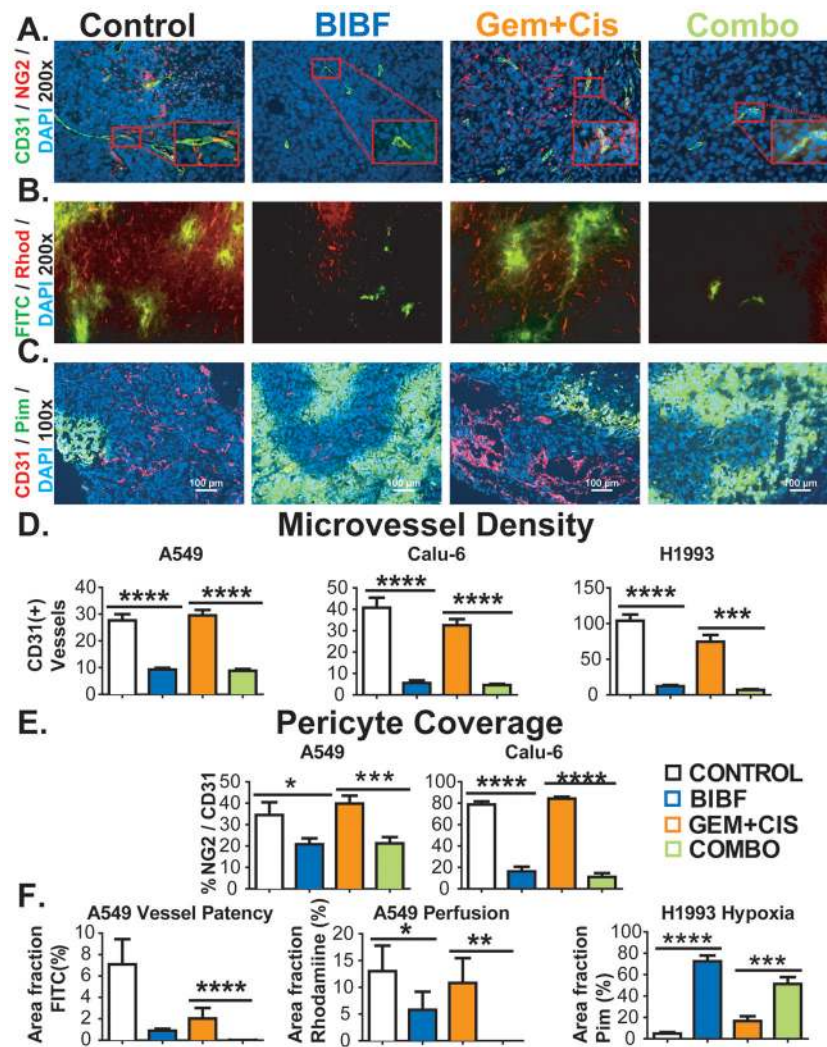 A. Control BIBF Gem+Cis Combo
CD31 / NG2 /
DAPI 200x
B.
FITC / Rhod /
DAPI 200x
C.
CD31 / Pim /
DAPI 100x
100 µm 100 µm 100 µm 100 µm
D. Microvessel Density
A549 Calu-6 H1993
CD31(+)
Vessels
40
30
20
10
0
**** ****
50
40
30
20
10
0
**** ****
150
100
50
0
**** ***
E. Pericyte Coverage
A549 Calu-6
% NG2 / CD31
50
40
30
20
10
0
* ***
100
80
60
40
20
0
**** ****
CONTROL
BIBF
GEM+CIS
COMBO
F.
A549 Vessel Patency A549 Perfusion H1993 Hypoxia
Area fraction
FITC(%)
10
8
6
4
2
0
****
Area fraction
Rhodamiine (%)
20
15
10
5
0
* **
Area fraction
Pim (%)
100
80
60
40
20
0
**** ***